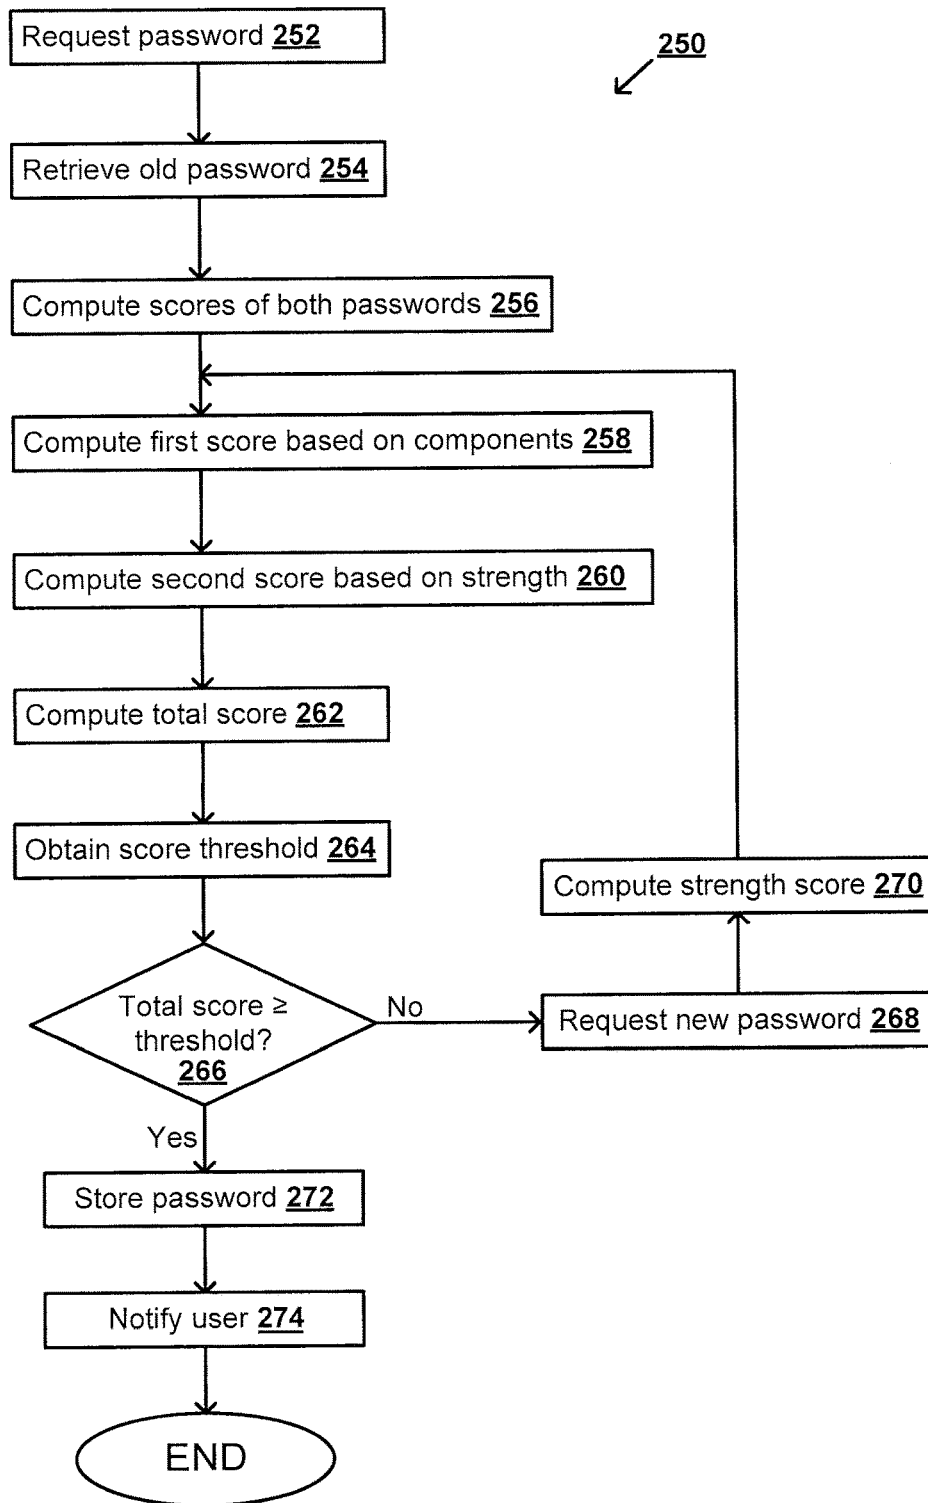 Request password 252
250
Retrieve old password 254
Compute scores of both passwords 256
Compute first score based on components 258
Compute second score based on strength 260
Compute total score 262
Obtain score threshold 264
Compute strength score 270
Total score ≥
threshold?
266
No
Request new password 268
Yes
Store password 272
Notify user 274
END